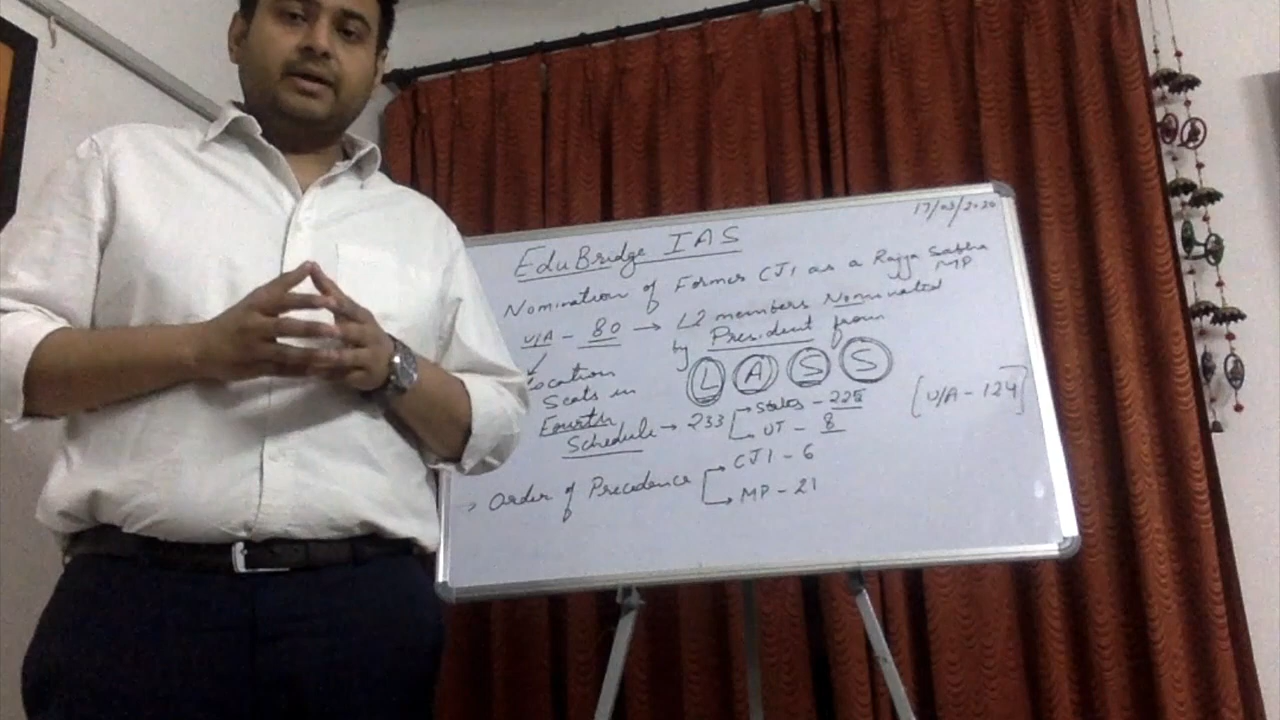 17/03/2020
EduBridge IAS
Nomination of Former CJI as a Rajya Sabha MP
U/A - 80 → 12 members Nominated
by President from
L A S S
location
Seats in
Fourth
Schedule → 233
States - 225
UT - 8
[U/A - 124]
→ Order of Precedence
CJI - 6
MP - 21